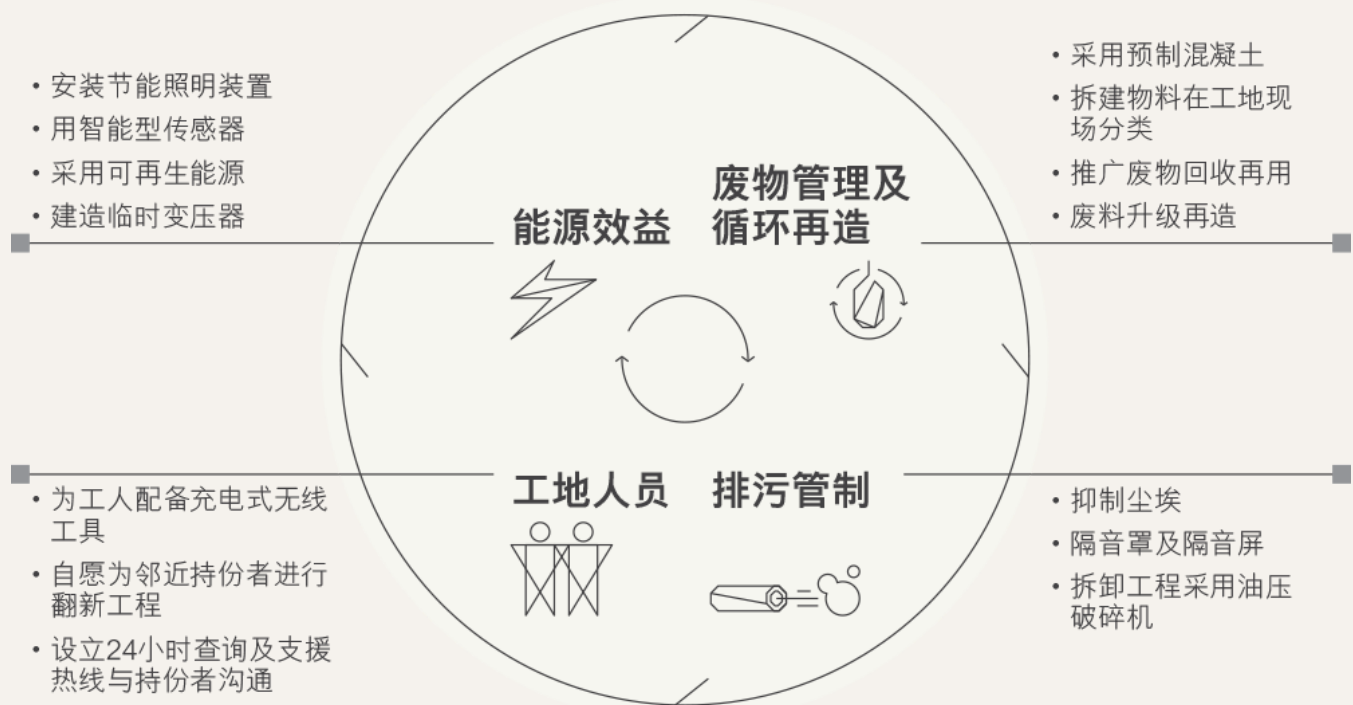 • 安装节能照明装置
• 用智能型传感器
• 采用可再生能源
• 建造临时变压器
能源效益
废物管理及
循环再造
• 采用预制混凝土
• 拆建物料在工地现
场分类
• 推广废物回收再用
• 废料升级再造
工地人员
• 为工人配备充电式无线
工具
• 自愿为邻近持份者进行
翻新工程
• 设立24小时查询及支援
热线与持份者沟通
排污管制
• 抑制尘埃
• 隔音罩及隔音屏
• 拆卸工程采用油压
破碎机